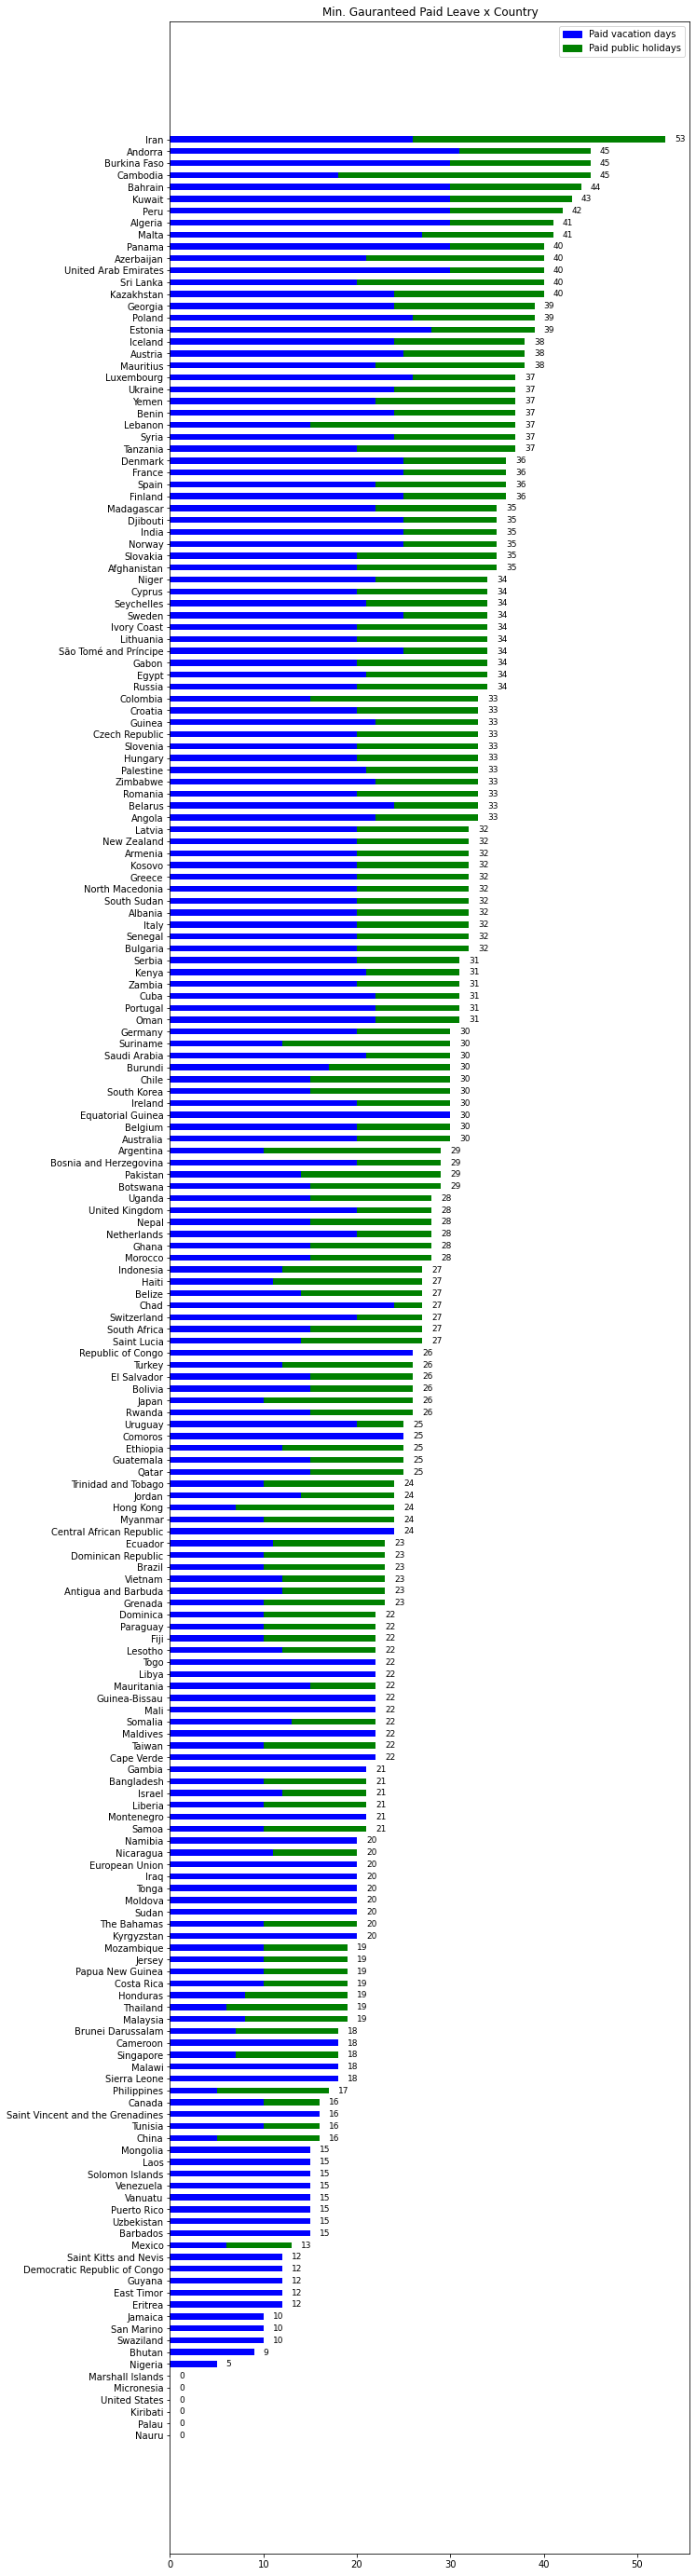 Min. Gauranteed Paid Leave x Country
Paid vacation days
Paid public holidays
Iran 53
Andorra 45
Burkina Faso 45
Cambodia 45
Bahrain 44
Kuwait 43
Peru 42
Algeria 41
Malta 41
Panama 40
Azerbaijan 40
United Arab Emirates 40
Sri Lanka 40
Kazakhstan 40
Georgia 39
Poland 39
Estonia 39
Iceland 38
Austria 38
Mauritius 38
Luxembourg 37
Ukraine 37
Yemen 37
Benin 37
Lebanon 37
Syria 37
Tanzania 37
Denmark 36
France 36
Spain 36
Finland 36
Madagascar 35
Djibouti 35
India 35
Norway 35
Slovakia 35
Afghanistan 35
Niger 34
Cyprus 34
Seychelles 34
Sweden 34
Ivory Coast 34
Lithuania 34
São Tomé and Príncipe 34
Gabon 34
Egypt 34
Russia 34
Colombia 33
Croatia 33
Guinea 33
Czech Republic 33
Slovenia 33
Hungary 33
Palestine 33
Zimbabwe 33
Romania 33
Belarus 33
Angola 33
Latvia 32
New Zealand 32
Armenia 32
Kosovo 32
Greece 32
North Macedonia 32
South Sudan 32
Albania 32
Italy 32
Senegal 32
Bulgaria 32
Serbia 31
Kenya 31
Zambia 31
Cuba 31
Portugal 31
Oman 31
Germany 30
Suriname 30
Saudi Arabia 30
Burundi 30
Chile 30
South Korea 30
Ireland 30
Equatorial Guinea 30
Belgium 30
Australia 30
Argentina 29
Bosnia and Herzegovina 29
Pakistan 29
Botswana 29
Uganda 28
United Kingdom 28
Nepal 28
Netherlands 28
Ghana 28
Morocco 28
Indonesia 27
Haiti 27
Belize 27
Chad 27
Switzerland 27
South Africa 27
Saint Lucia 27
Republic of Congo 26
Turkey 26
El Salvador 26
Bolivia 26
Japan 26
Rwanda 26
Uruguay 25
Comoros 25
Ethiopia 25
Guatemala 25
Qatar 25
Trinidad and Tobago 24
Jordan 24
Hong Kong 24
Myanmar 24
Central African Republic 24
Ecuador 23
Dominican Republic 23
Brazil 23
Vietnam 23
Antigua and Barbuda 23
Grenada 23
Dominica 22
Paraguay 22
Fiji 22
Lesotho 22
Togo 22
Libya 22
Mauritania 22
Guinea-Bissau 22
Mali 22
Somalia 22
Maldives 22
Taiwan 22
Cape Verde 22
Gambia 21
Bangladesh 21
Israel 21
Liberia 21
Montenegro 21
Samoa 21
Namibia 20
Nicaragua 20
European Union 20
Iraq 20
Tonga 20
Moldova 20
Sudan 20
The Bahamas 20
Kyrgyzstan 20
Mozambique 19
Jersey 19
Papua New Guinea 19
Costa Rica 19
Honduras 19
Thailand 19
Malaysia 19
Brunei Darussalam 18
Cameroon 18
Singapore 18
Malawi 18
Sierra Leone 18
Philippines 17
Canada 16
Saint Vincent and the Grenadines 16
Tunisia 16
China 16
Mongolia 15
Laos 15
Solomon Islands 15
Venezuela 15
Vanuatu 15
Puerto Rico 15
Uzbekistan 15
Barbados 15
Mexico 13
Saint Kitts and Nevis 12
Democratic Republic of Congo 12
Guyana 12
East Timor 12
Eritrea 12
Jamaica 10
San Marino 10
Swaziland 10
Bhutan 9
Nigeria 5
Marshall Islands 0
Micronesia 0
United States 0
Kiribati 0
Palau 0
Nauru 0
0 10 20 30 40 50